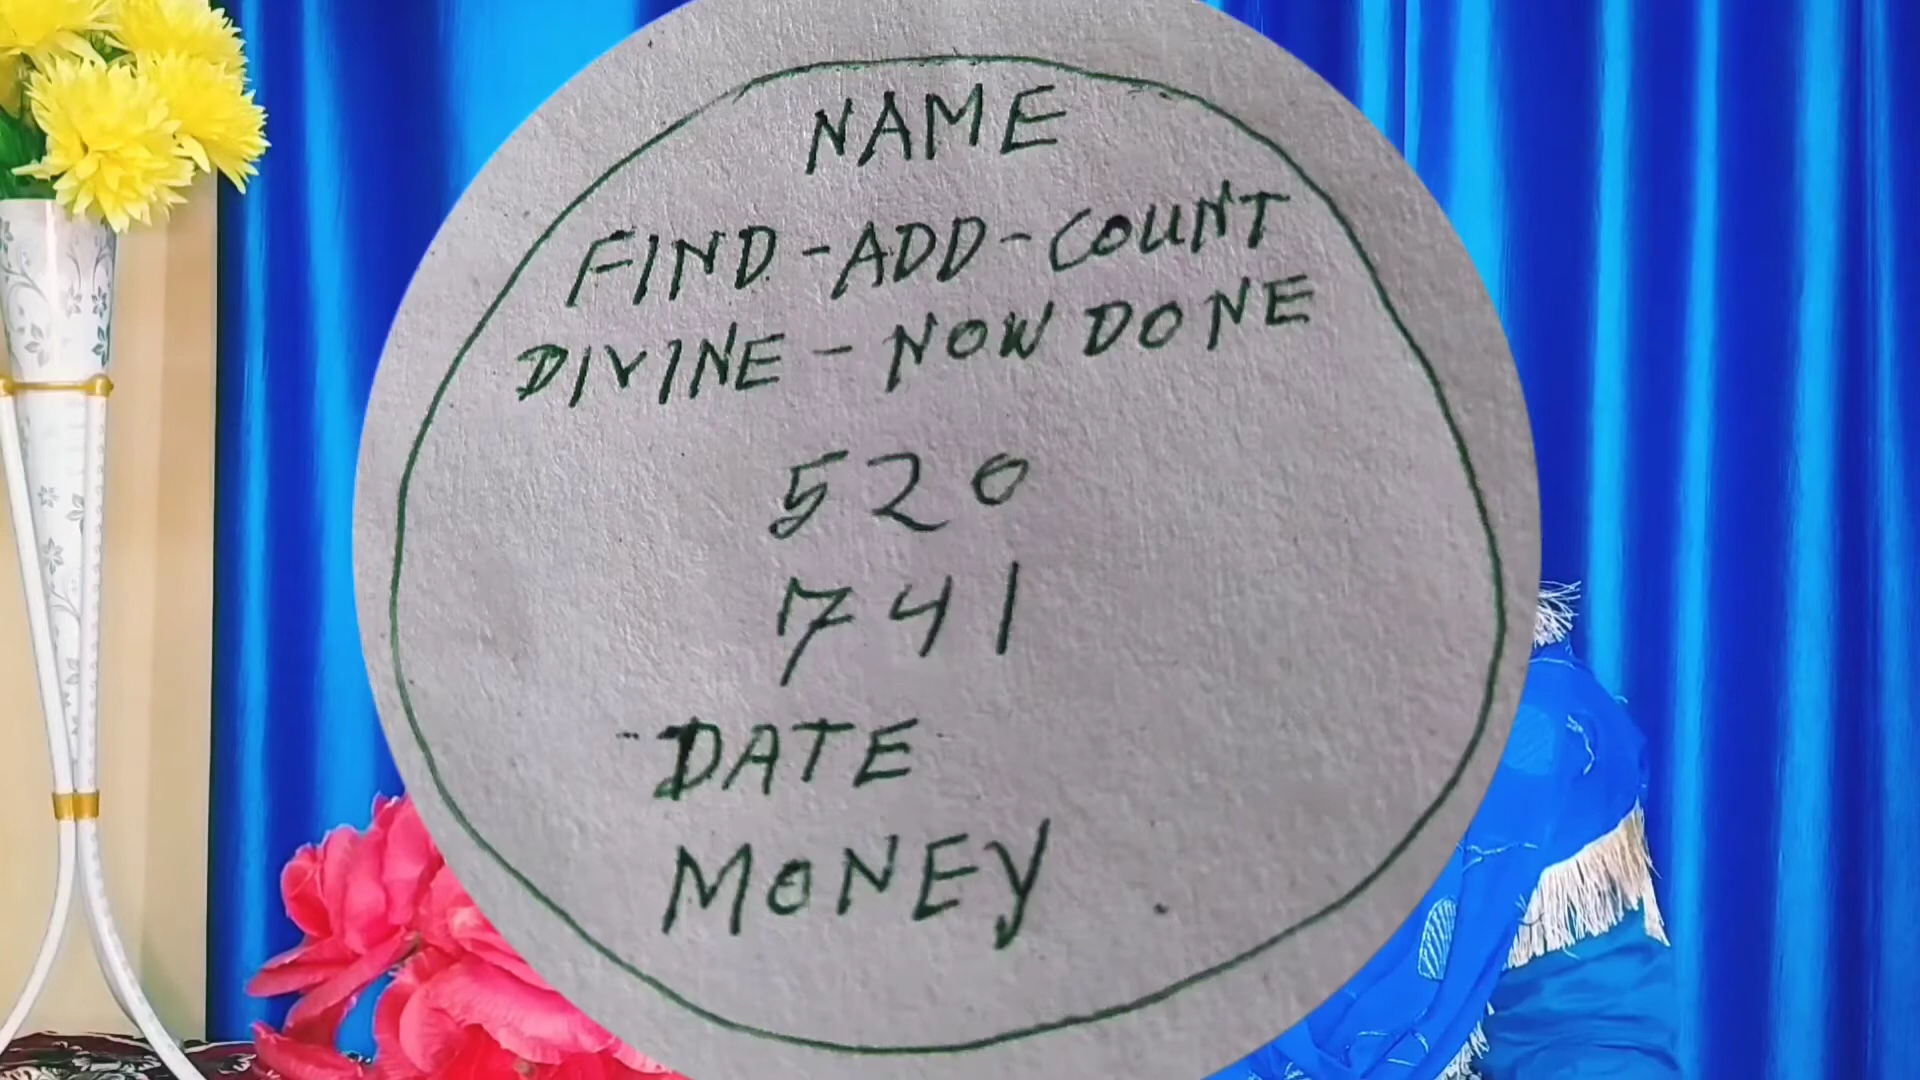 NAME
FIND-ADD-COUNT
DIVINE-NOW DONE
520
741
DATE
MONEY